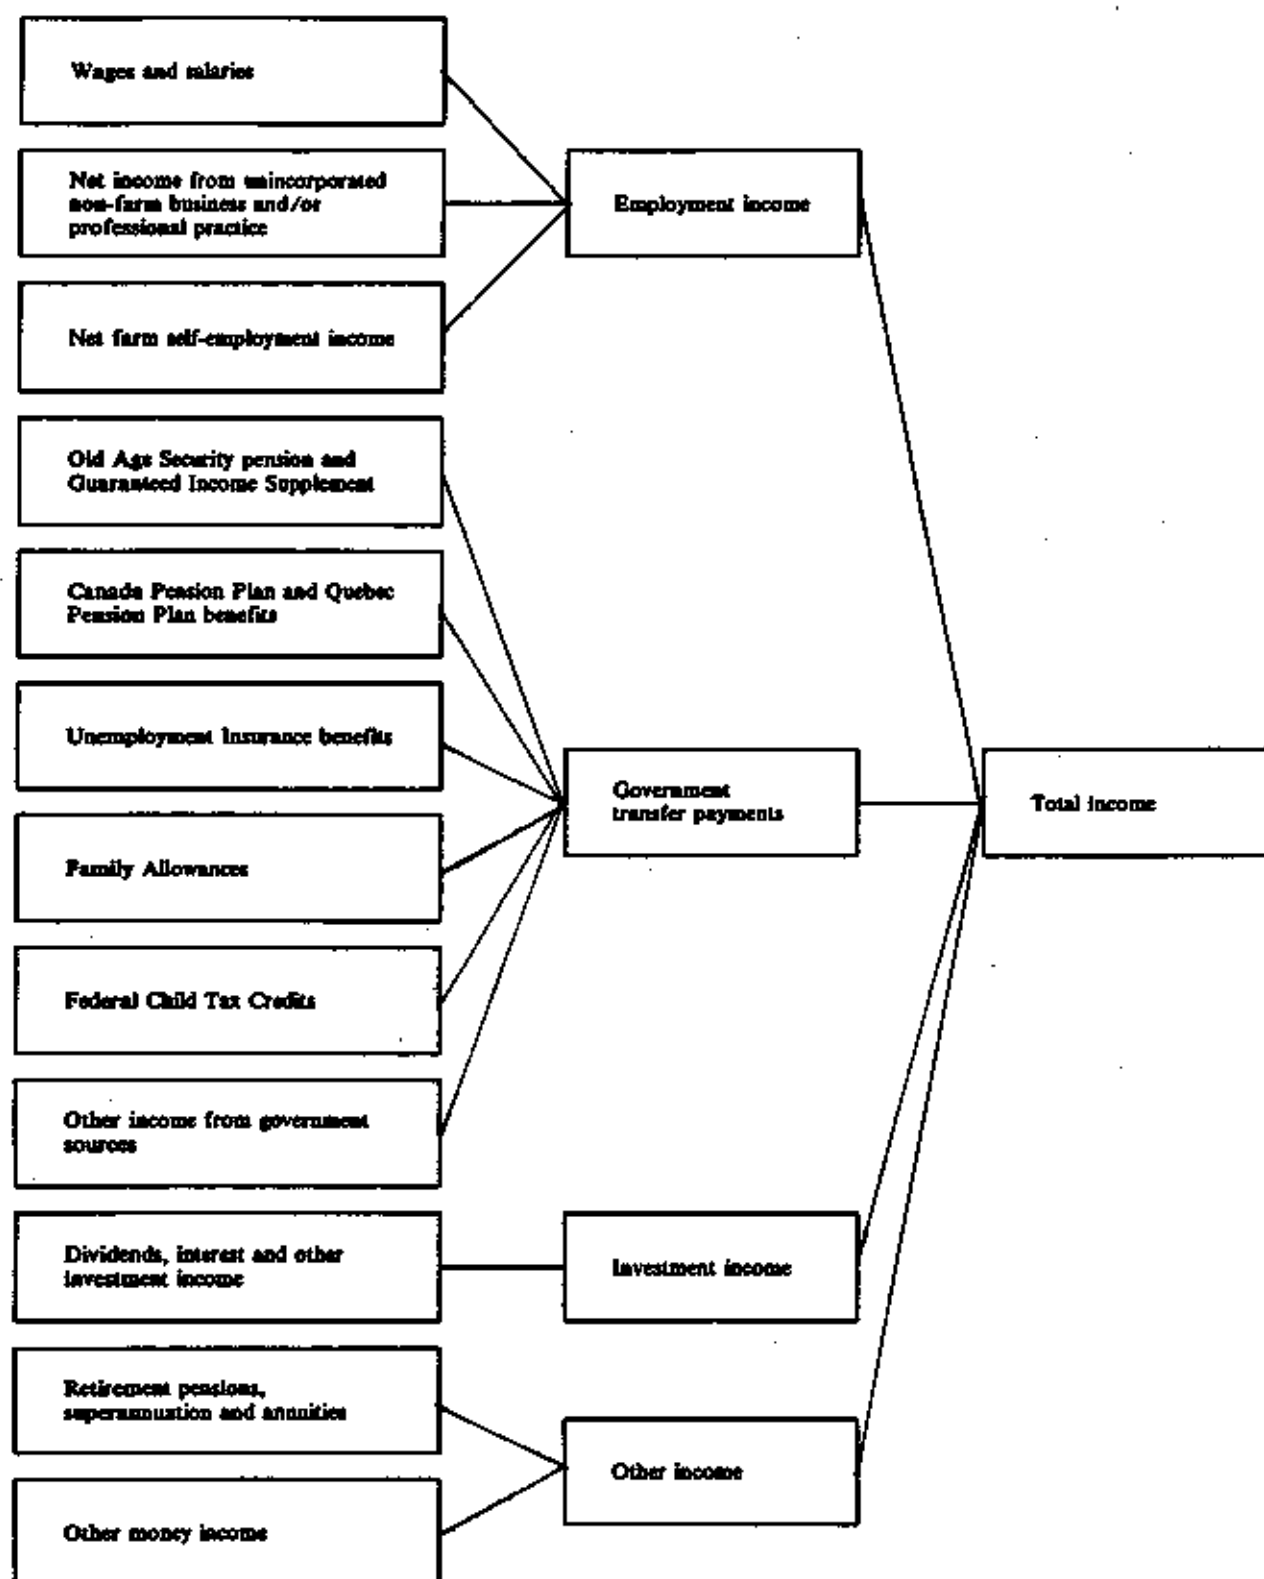 Wages and salaries
Net income from unincorporated
non-farm business and/or
professional practice
Net farm self-employment income
Old Age Security pension and
Guaranteed Income Supplement
Canada Pension Plan and Quebec
Pension Plan benefits
Unemployment Insurance benefits
Family Allowances
Federal Child Tax Credits
Other income from government
sources
Dividends, interest and other
investment income
Retirement pensions,
superannuation and annuities
Other money income
Employment income
Government
transfer payments
Investment income
Other income
Total income